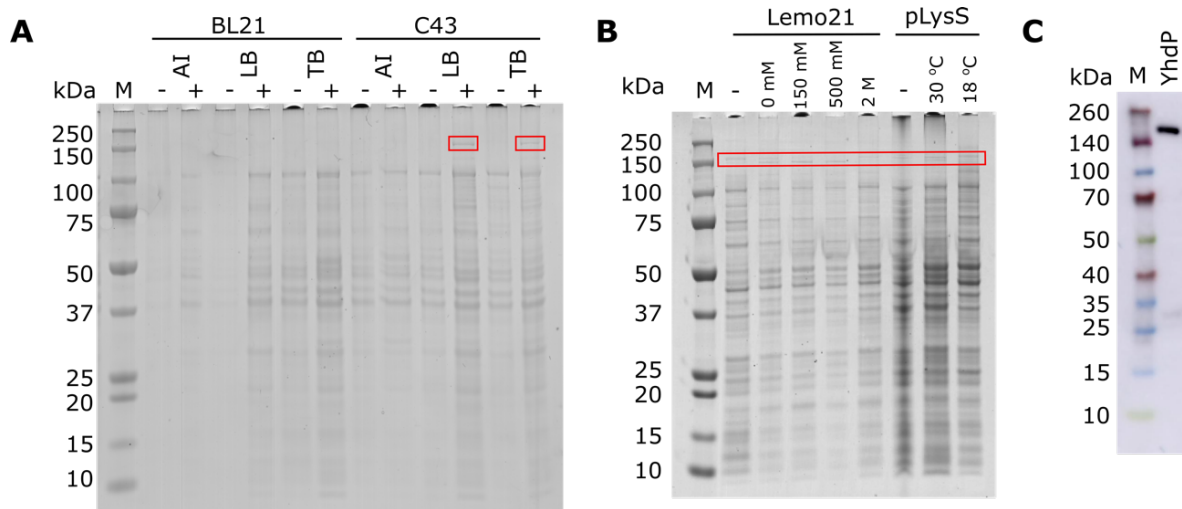 A
BL21
C43
AI
LB
TB
AI
LB
TB
kDa
M
- + - + - + - + - + - +
250
150
100
75
50
37
25
20
15
10
B
Lemo21
pLysS
kDa
M
-
0 mM
150 mM
500 mM
2 M
-
30 °C
18 °C
250
150
100
75
50
37
25
20
15
10
C
kDa
M
YhdP
260
140
100
70
50
40
35
25
15
10